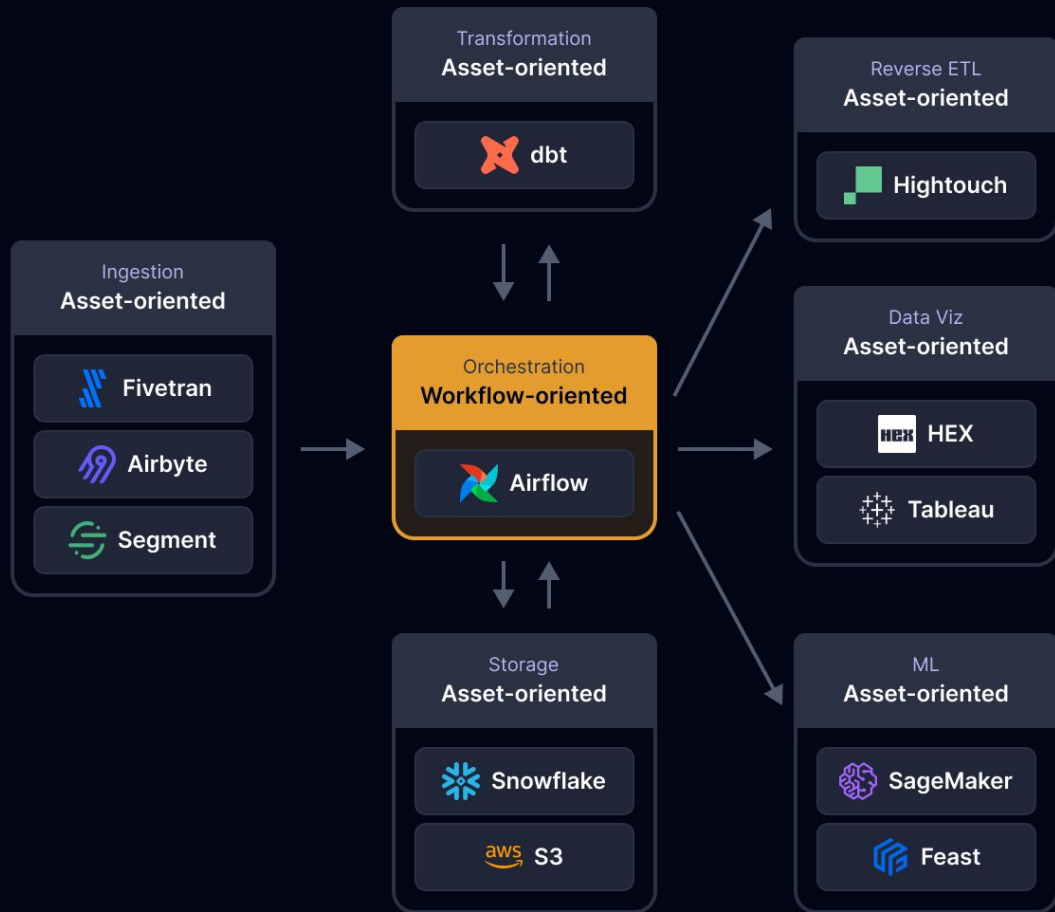 Transformation
Asset-oriented
dbt
Reverse ETL
Asset-oriented
Hightouch
Ingestion
Asset-oriented
Fivetran
Airbyte
Segment
Orchestration
Workflow-oriented
Airflow
Data Viz
Asset-oriented
HEX HEX
Tableau
Storage
Asset-oriented
Snowflake
aws S3
ML
Asset-oriented
SageMaker
Feast